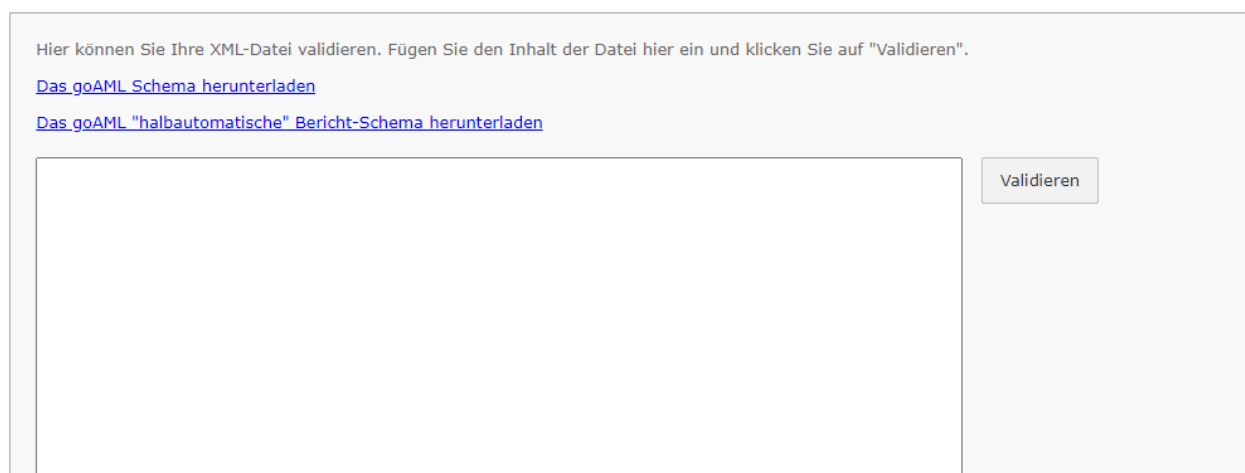 Hier können Sie Ihre XML-Datei validieren. Fügen Sie den Inhalt der Datei hier ein und klicken Sie auf "Validieren".
Das goAML Schema herunterladen
Das goAML "halbautomatische" Bericht-Schema herunterladen
Validieren